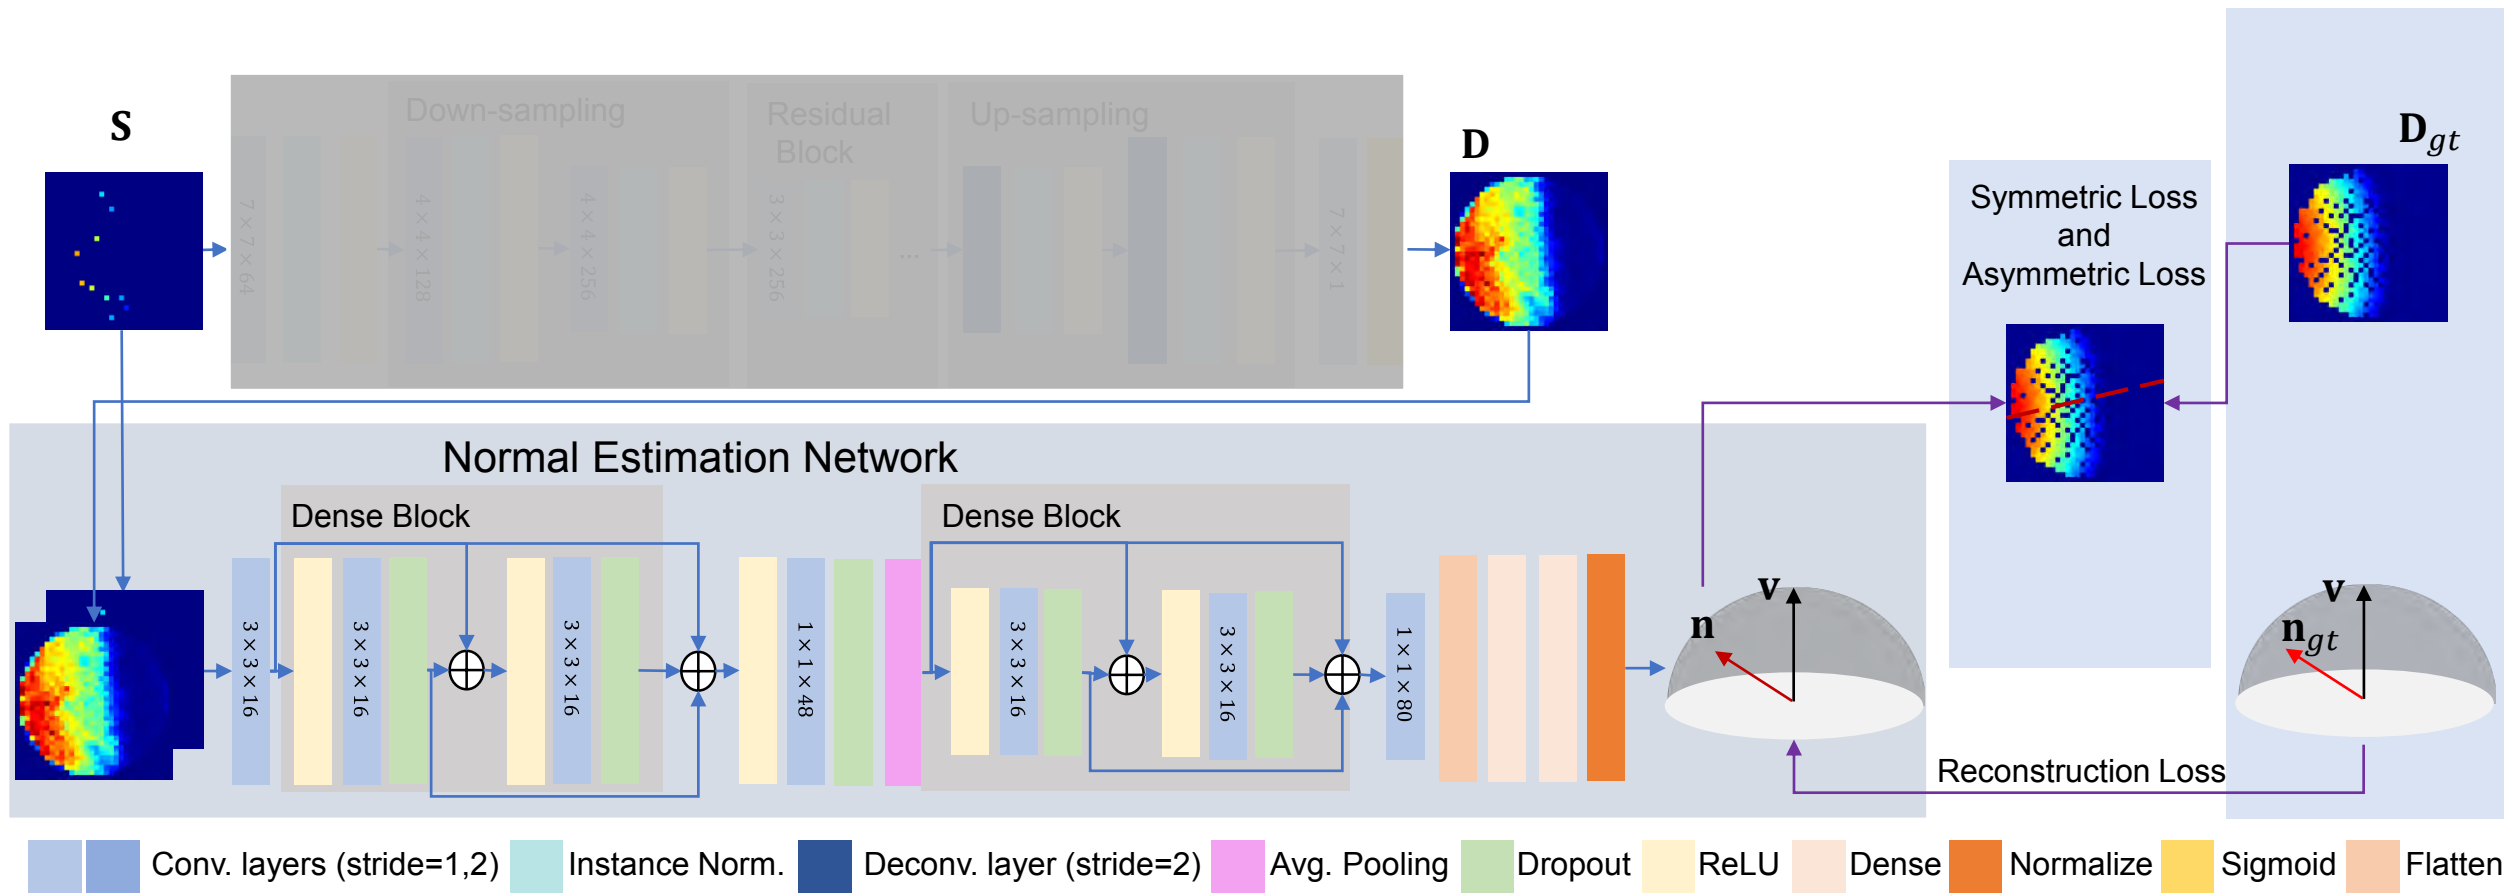 S
Down-sampling
Residual
Block
Up-sampling
D
D_gt
7×7×64
4×4×128
4×4×256
3×3×256
...
7×7×1
Symmetric Loss
and
Asymmetric Loss
Normal Estimation Network
Dense Block
Dense Block
3×3×16
3×3×16
3×3×16
1×1×48
3×3×16
3×3×16
1×1×80
v
n
v
n_gt
Reconstruction Loss
Conv. layers (stride=1,2)
Instance Norm.
Deconv. layer (stride=2)
Avg. Pooling
Dropout
ReLU
Dense
Normalize
Sigmoid
Flatten